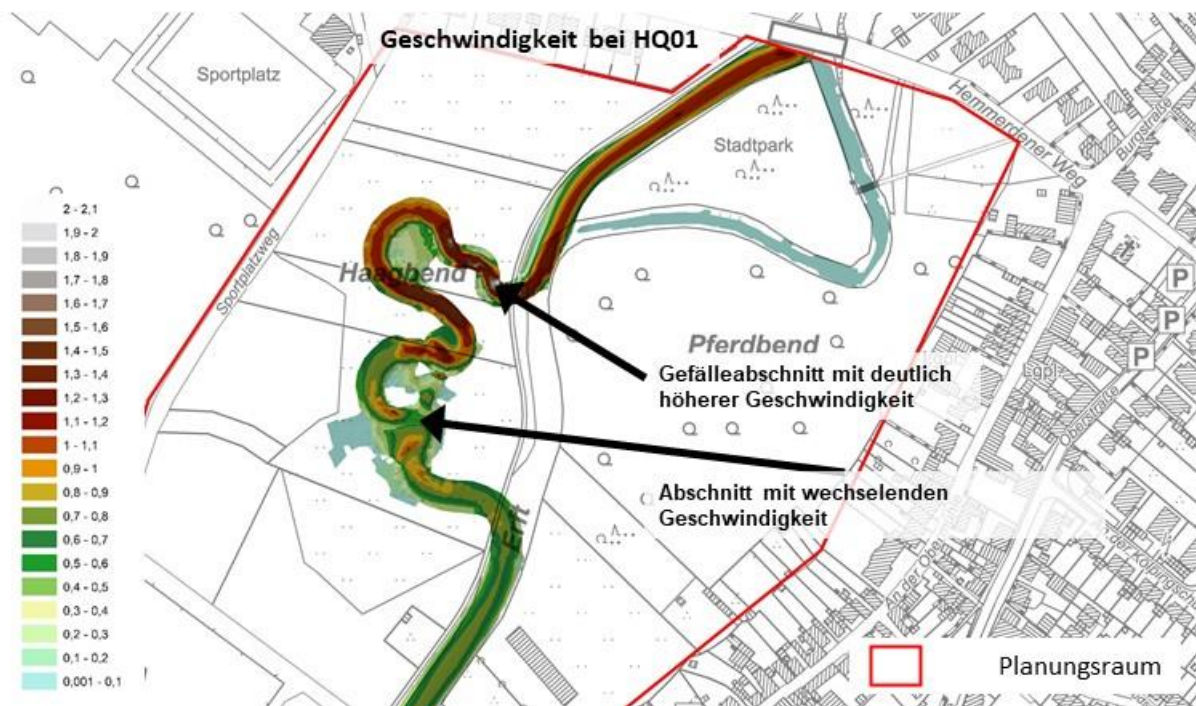 Geschwindigkeit bei HQ01
Sportplatz
Hemmerdener Weg
Burgstraße
Stadtpark
Sportplatzweg
Haagbend
Pferdbend
Gefälleabschnitt mit deutlich
höherer Geschwindigkeit
Abschnitt mit wechselenden
Geschwindigkeit
Erft
P
P
P
2 - 2,1
1,9 - 2
1,8 - 1,9
1,7 - 1,8
1,6 - 1,7
1,5 - 1,6
1,4 - 1,5
1,3 - 1,4
1,2 - 1,3
1,1 - 1,2
1 - 1,1
0,9 - 1
0,8 - 0,9
0,7 - 0,8
0,6 - 0,7
0,5 - 0,6
0,4 - 0,5
0,3 - 0,4
0,2 - 0,3
0,1 - 0,2
0,001 - 0,1
Planungsraum